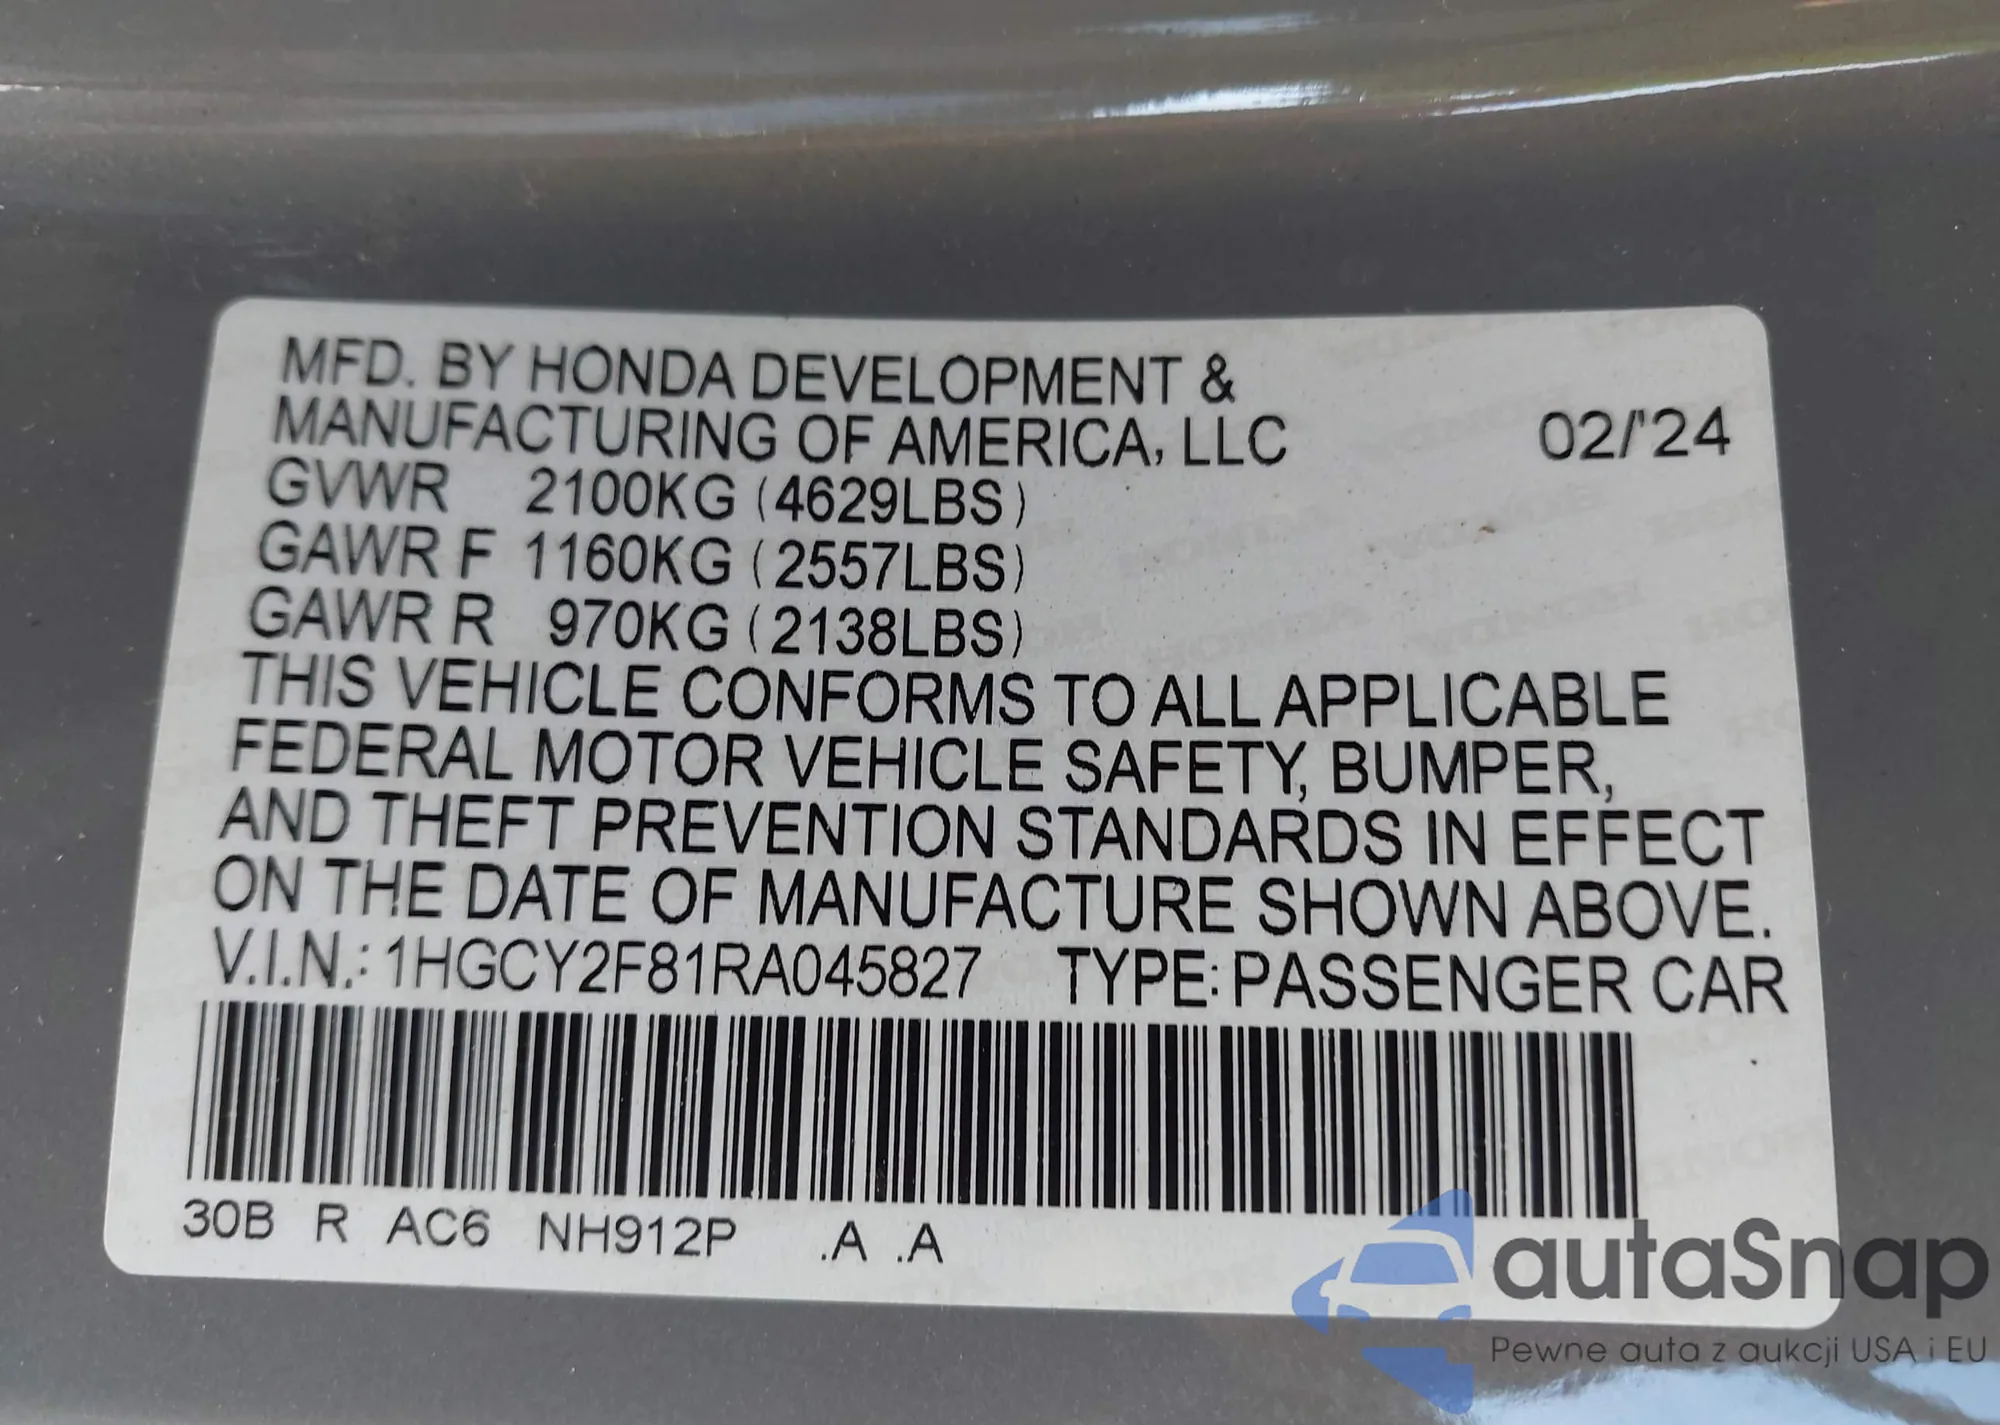 MFD. BY HONDA DEVELOPMENT &
MANUFACTURING OF AMERICA, LLC 02/'24
GVWR 2100KG (4629LBS)
GAWR F 1160KG (2557LBS)
GAWR R 970KG (2138LBS)
THIS VEHICLE CONFORMS TO ALL APPLICABLE
FEDERAL MOTOR VEHICLE SAFETY, BUMPER,
AND THEFT PREVENTION STANDARDS IN EFFECT
ON THE DATE OF MANUFACTURE SHOWN ABOVE.
V.I.N.: 1HGCY2F81RA045827 TYPE: PASSENGER CAR
30B R AC6 NH912P .A .A
autaSnap
Pewne auta z aukcji USA i EU